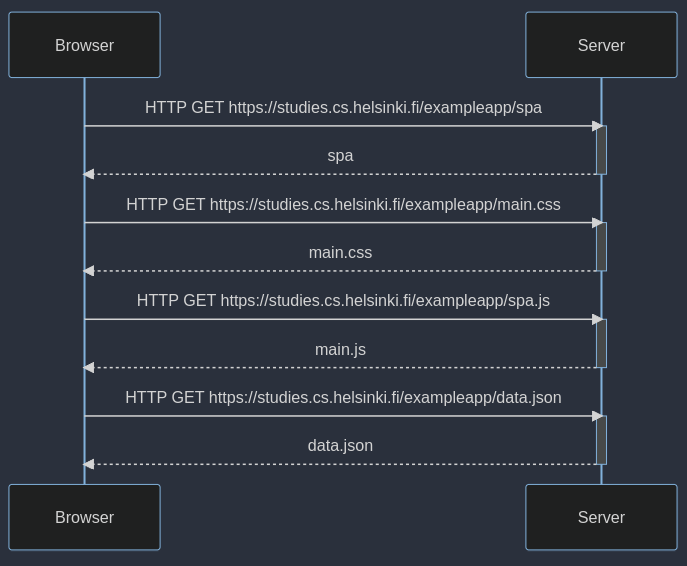 Browser
Server
HTTP GET https://studies.cs.helsinki.fi/exampleapp/spa
spa
HTTP GET https://studies.cs.helsinki.fi/exampleapp/main.css
main.css
HTTP GET https://studies.cs.helsinki.fi/exampleapp/spa.js
main.js
HTTP GET https://studies.cs.helsinki.fi/exampleapp/data.json
data.json
Browser
Server